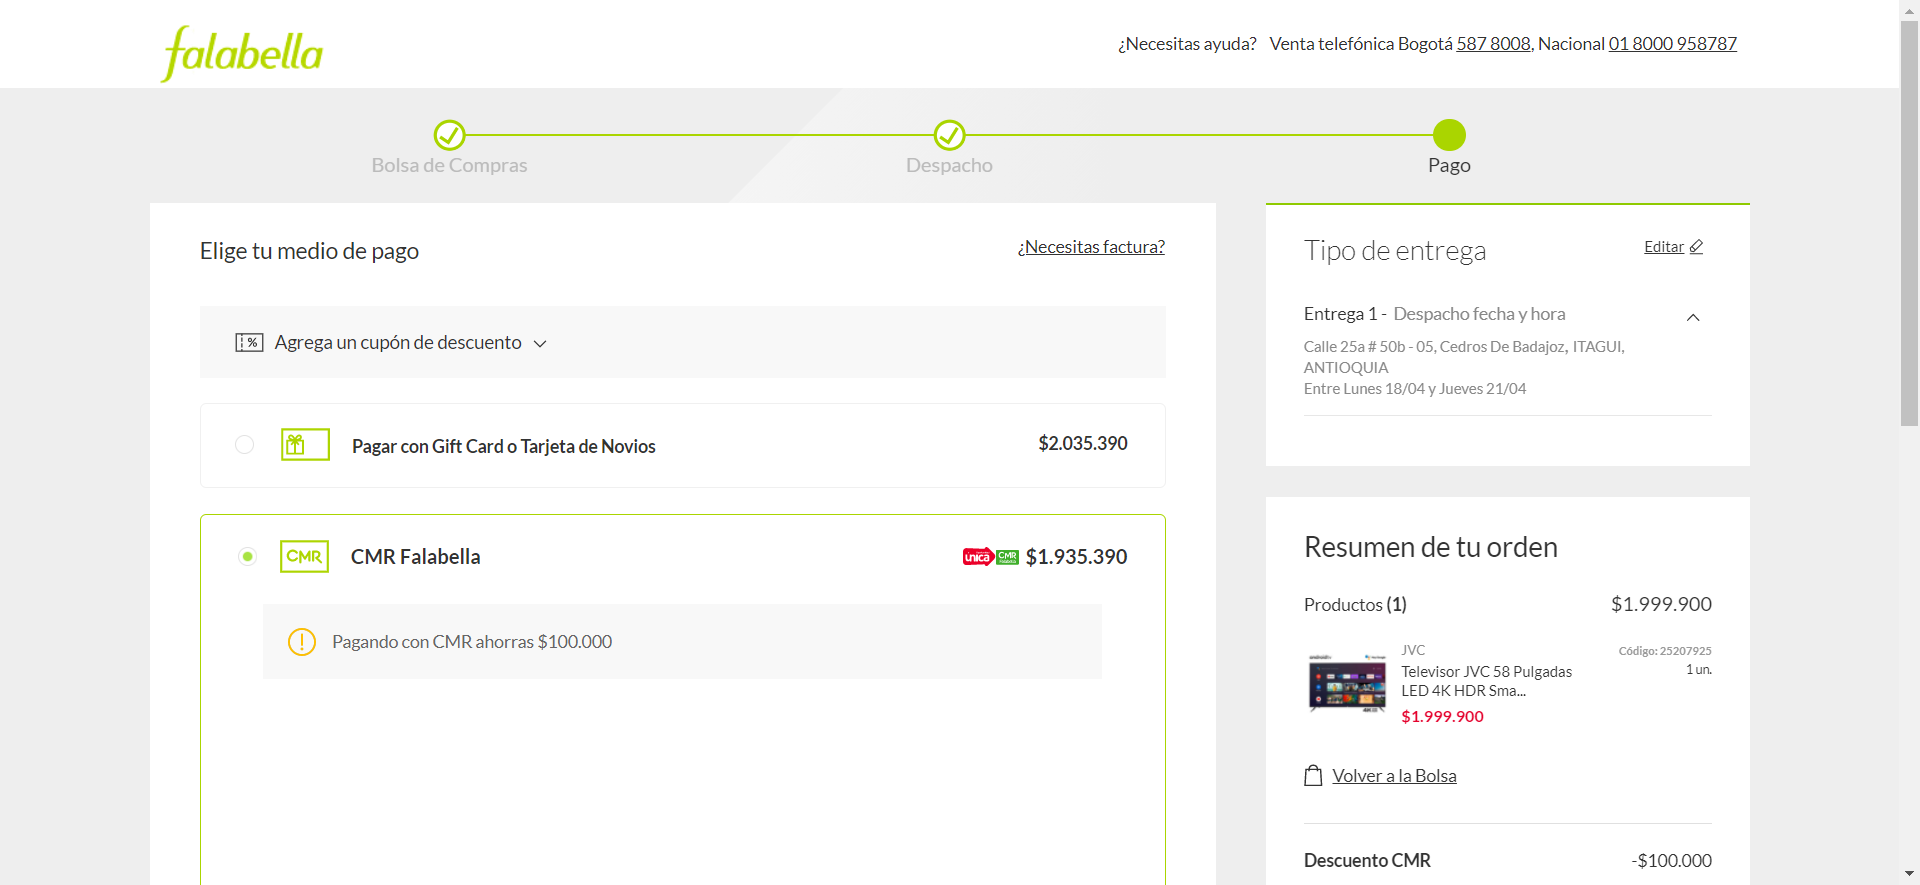 falabella
¿Necesitas ayuda? Venta telefónica Bogotá 587 8008, Nacional 01 8000 958787
Bolsa de Compras
Despacho
Pago
Elige tu medio de pago
¿Necesitas factura?
% Agrega un cupón de descuento
Pagar con Gift Card o Tarjeta de Novios
$2.035.390
CMR CMR Falabella
única CMR $1.935.390
Pagando con CMR ahorras $100.000
Tipo de entrega
Editar
Entrega 1 - Despacho fecha y hora
Calle 25a # 50b - 05, Cedros De Badajoz, ITAGUI,
ANTIOQUIA
Entre Lunes 18/04 y Jueves 21/04
Resumen de tu orden
Productos (1)
$1.999.900
JVC
Código: 25207925
Televisor JVC 58 Pulgadas
1 un.
LED 4K HDR Sma...
$1.999.900
Volver a la Bolsa
Descuento CMR
-$100.000